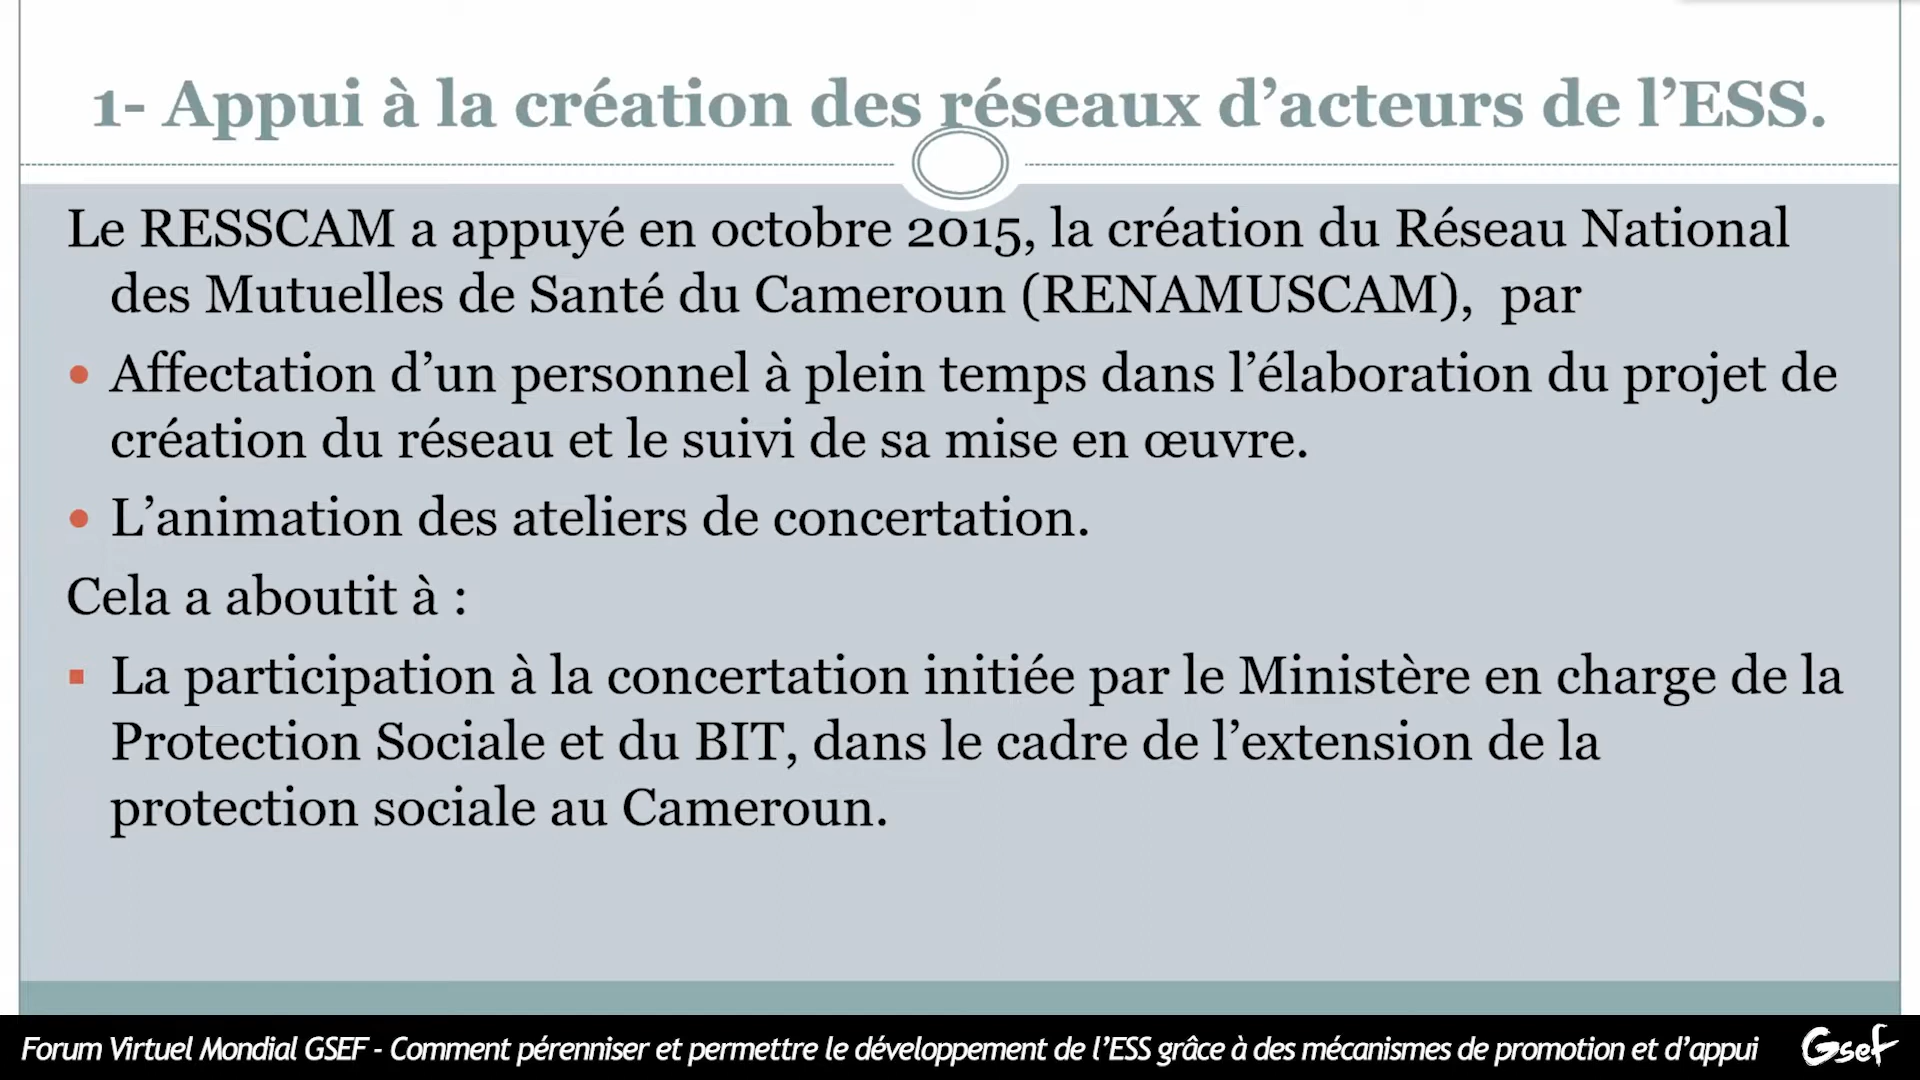 1- Appui à la création des réseaux d’acteurs de l’ESS.
Le RESSCAM a appuyé en octobre 2015, la création du Réseau National
des Mutuelles de Santé du Cameroun (RENAMUSCAM),  par
• Affectation d’un personnel à plein temps dans l’élaboration du projet de
création du réseau et le suivi de sa mise en œuvre.
• L’animation des ateliers de concertation.
Cela a aboutit à :
▪ La participation à la concertation initiée par le Ministère en charge de la
Protection Sociale et du BIT, dans le cadre de l’extension de la
protection sociale au Cameroun.
Forum Virtuel Mondial GSEF - Comment pérenniser et permettre le développement de l’ESS grâce à des mécanismes de promotion et d’appui
Gsef